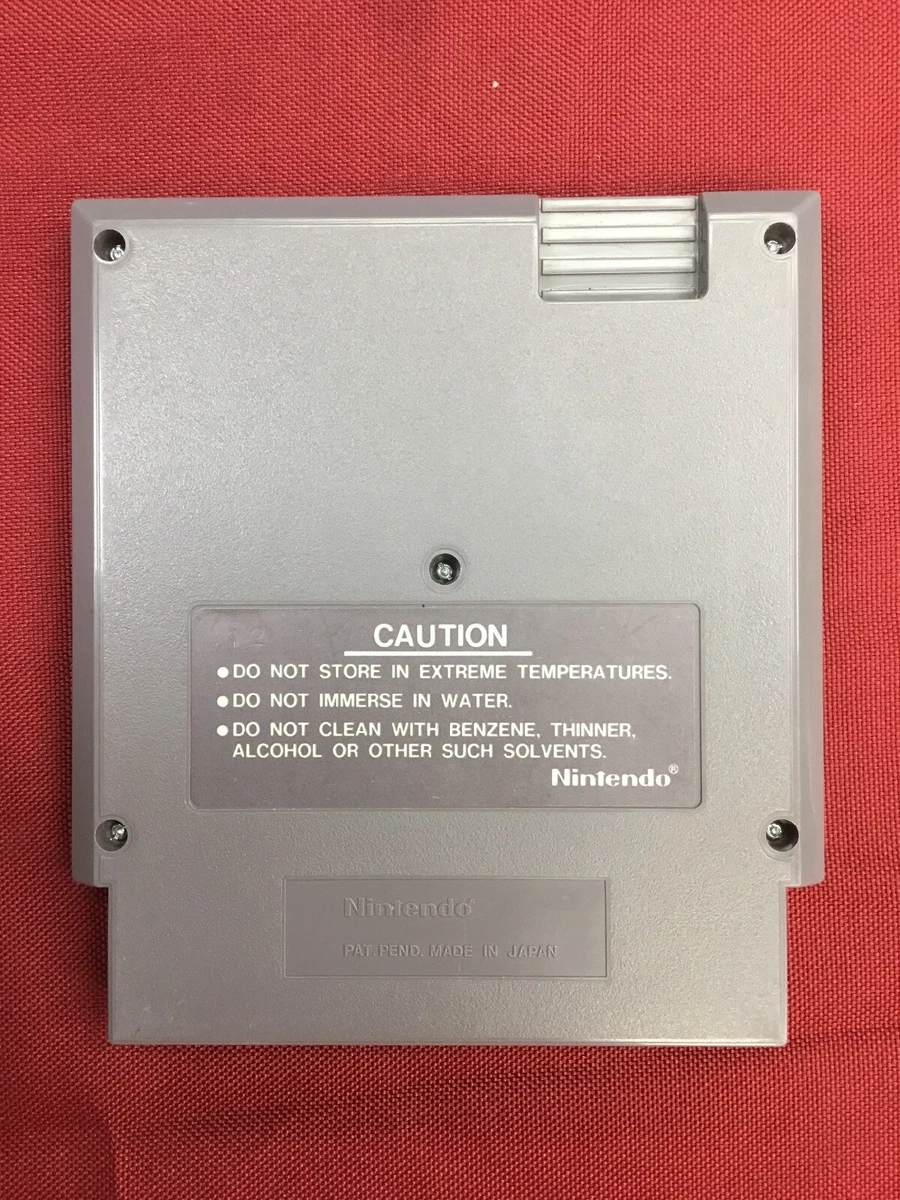 CAUTION
●DO NOT STORE IN EXTREME TEMPERATURES.
●DO NOT IMMERSE IN WATER.
●DO NOT CLEAN WITH BENZENE, THINNER,
ALCOHOL OR OTHER SUCH SOLVENTS.
Nintendo®
Nintendo®
PAT. PEND. MADE IN JAPAN